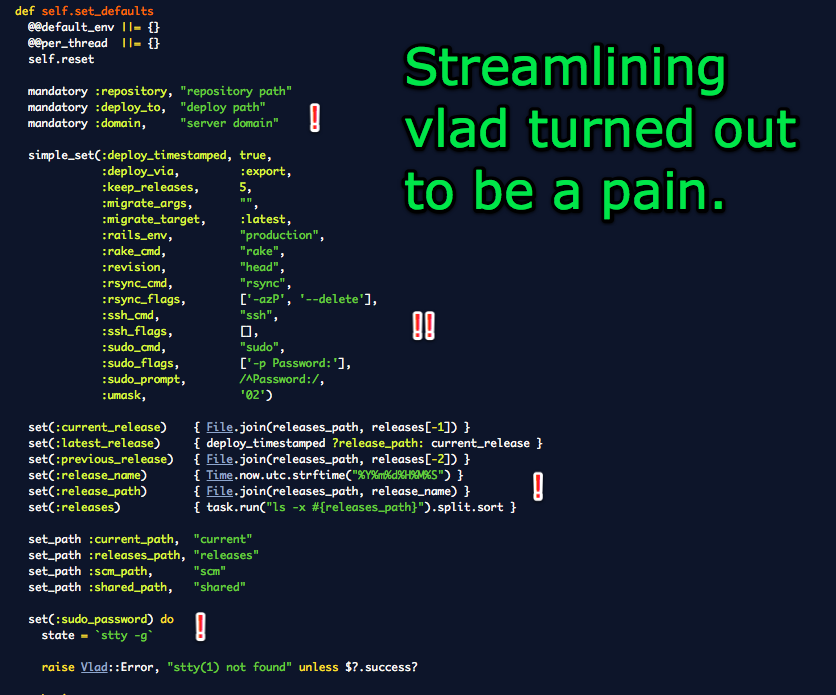 def self.set_defaults
@@default_env ||= {}
@@per_thread ||= {}
self.reset
mandatory :repository, "repository path"
mandatory :deploy_to, "deploy path"
mandatory :domain, "server domain"
simple_set(:deploy_timestamped, true,
:deploy_via, :export,
:keep_releases, 5,
:migrate_args, "",
:migrate_target, :latest,
:rails_env, "production",
:rake_cmd, "rake",
:revision, "head",
:rsync_cmd, "rsync",
:rsync_flags, ['-azP', '--delete'],
:ssh_cmd, "ssh",
:ssh_flags, [],
:sudo_cmd, "sudo",
:sudo_flags, ['-p Password:'],
:sudo_prompt, /^Password:/,
:umask, '02')
set(:current_release) { File.join(releases_path, releases[-1]) }
set(:latest_release) { deploy_timestamped ?release_path: current_release }
set(:previous_release) { File.join(releases_path, releases[-2]) }
set(:release_name) { Time.now.utc.strftime("%Y%m%d%H%M%S") }
set(:release_path) { File.join(releases_path, release_name) }
set(:releases) { task.run("ls -x #{releases_path}").split.sort }
set_path :current_path, "current"
set_path :releases_path, "releases"
set_path :scm_path, "scm"
set_path :shared_path, "shared"
set(:sudo_password) do
state = `stty -g`
raise Vlad::Error, "stty(1) not found" unless $?.success?
Streamlining
vlad turned out
to be a pain.
!
!!
!
!